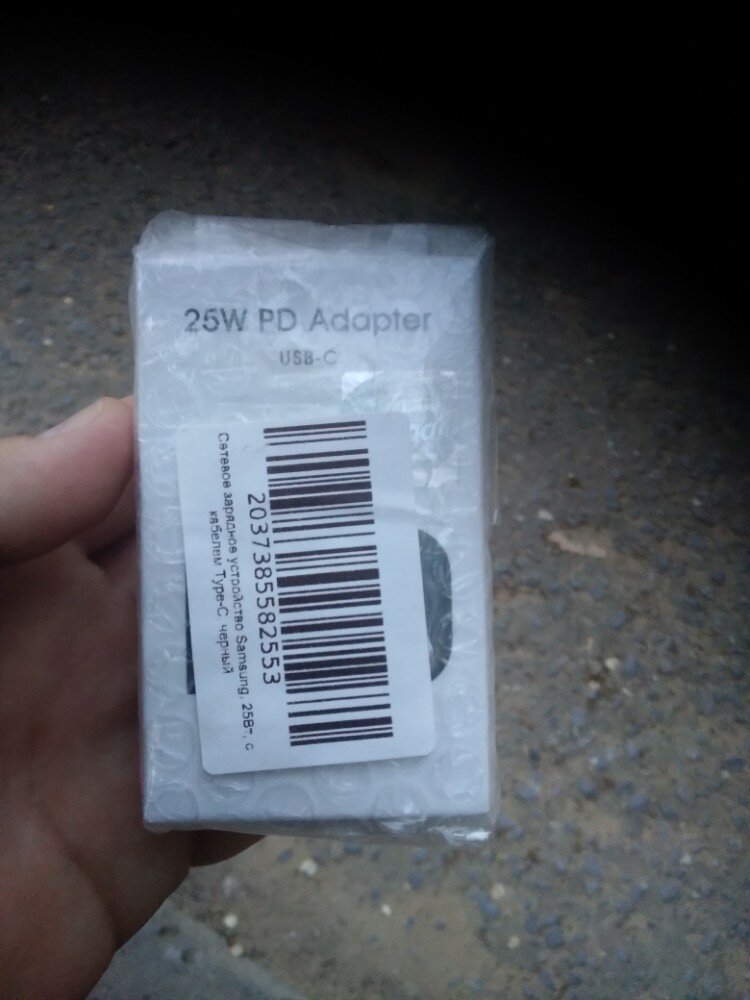 25W PD Adapter
USB-C
2037385582553
Сетевое зарядное устройство Samsung, 25Вт, с
кабелем Type-C, черный